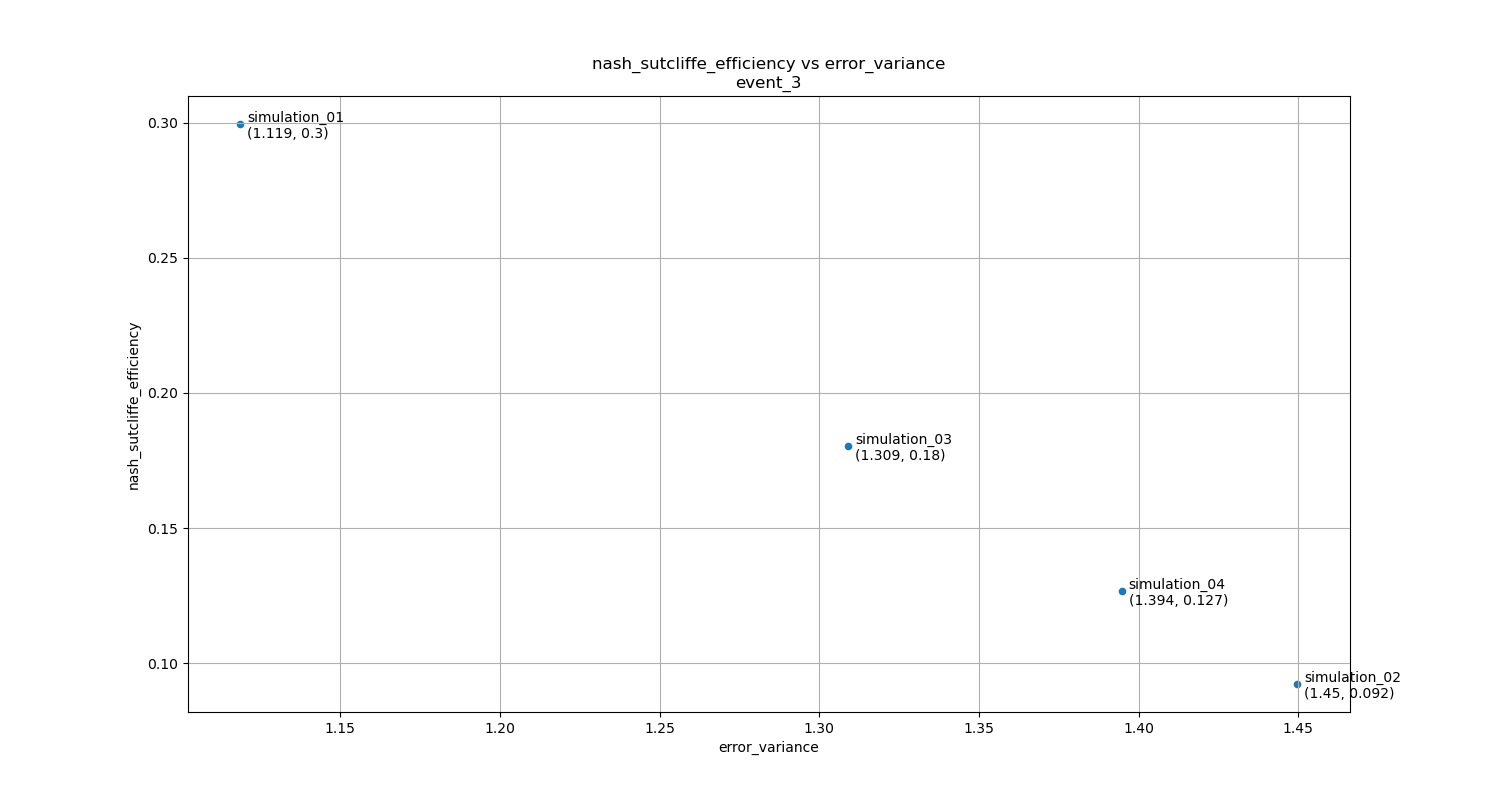 nash_sutcliffe_efficiency vs error_variance
event_3
nash_sutcliffe_efficiency
0.30
0.25
0.20
0.15
0.10
simulation_01
(1.119, 0.3)
simulation_03
(1.309, 0.18)
simulation_04
(1.394, 0.127)
simulation_02
(1.45, 0.092)
1.15
1.20
1.25
1.30
1.35
1.40
1.45
error_variance